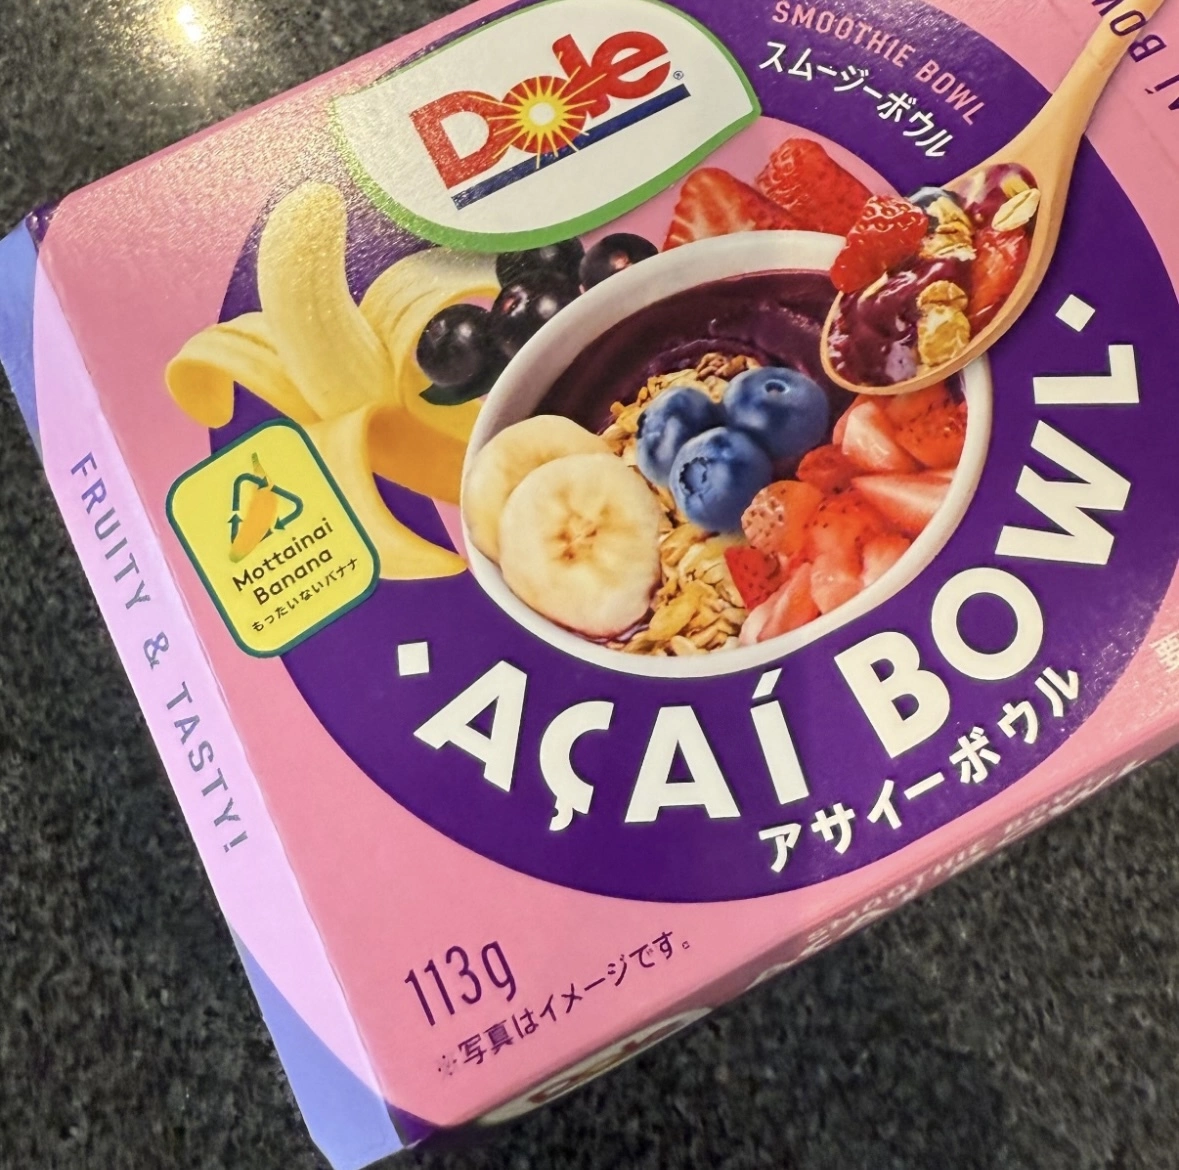 Dole®
SMOOTHIE BOWL
スムージーボウル
Mottainai
Banana
もったいないバナナ
FRUITY & TASTY!
AÇAÍ BOWL
アサイーボウル
113g
※写真はイメージです。
SMOOTHIE BOWL